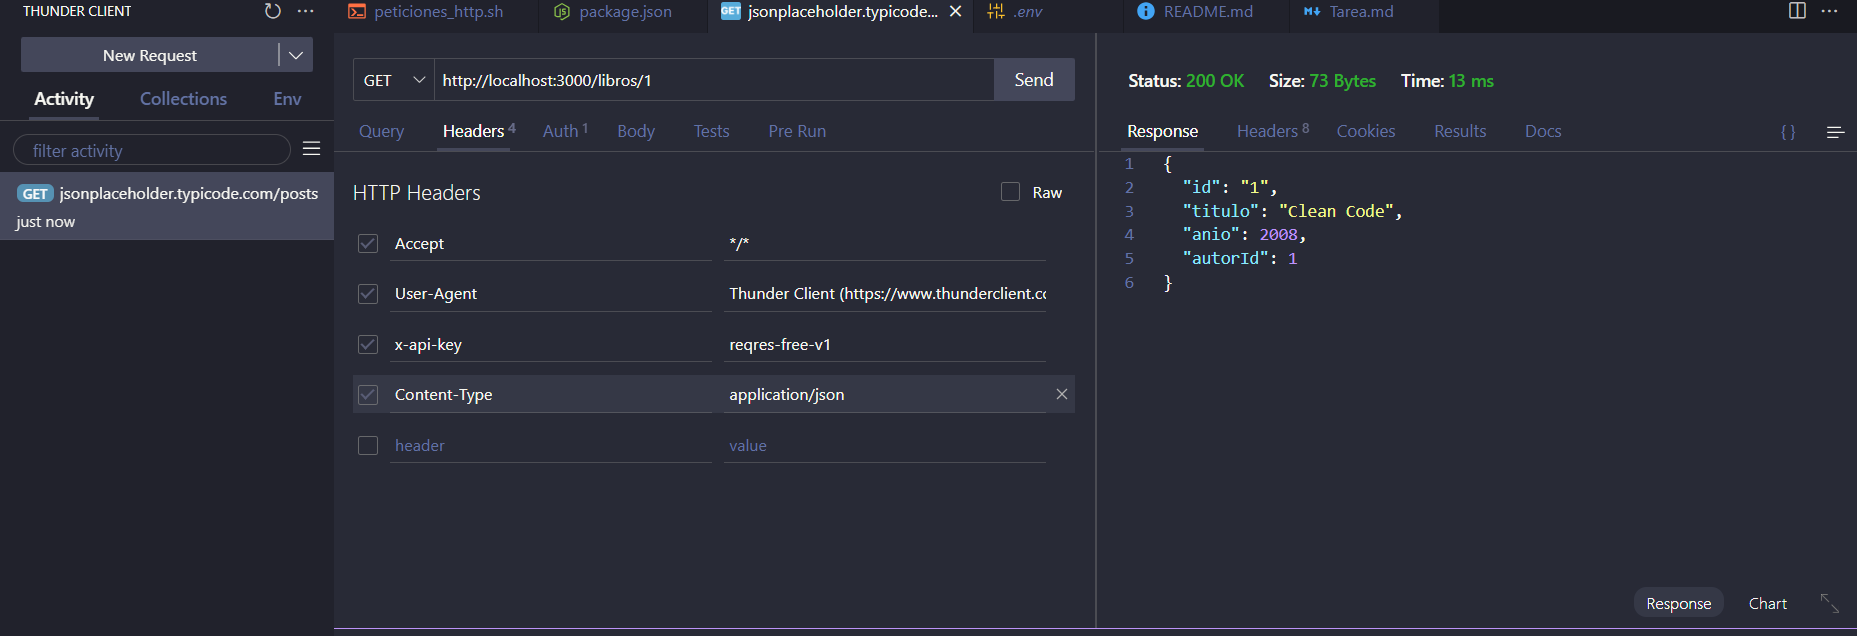 THUNDER CLIENT
peticiones_http.sh
package.json
GET jsonplaceholder.typicode...
.env
README.md
Tarea.md
New Request
Activity
Collections
Env
filter activity
GET jsonplaceholder.typicode.com/posts
just now
GET
http://localhost:3000/libros/1
Send
Query
Headers 4
Auth 1
Body
Tests
Pre Run
HTTP Headers
Raw
Accept
*/*
User-Agent
Thunder Client (https://www.thunderclient.co
x-api-key
reqres-free-v1
Content-Type
application/json
header
value
Status: 200 OK
Size: 73 Bytes
Time: 13 ms
Response
Headers 8
Cookies
Results
Docs
{ }
1 {
2 "id": "1",
3 "titulo": "Clean Code",
4 "anio": 2008,
5 "autorId": 1
6 }
Response
Chart